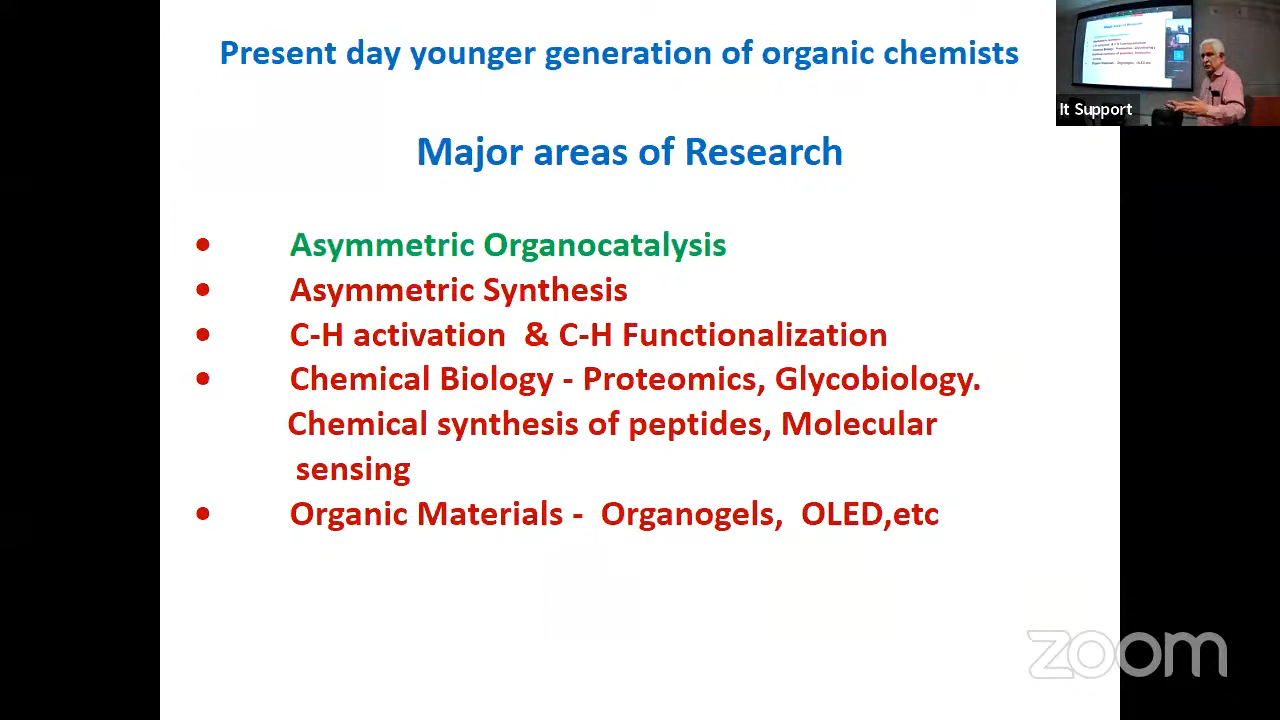 Present day younger generation of organic chemists
Major areas of Research
• Asymmetric Organocatalysis
• Asymmetric Synthesis
• C-H activation & C-H Functionalization
• Chemical Biology - Proteomics, Glycobiology.
Chemical synthesis of peptides, Molecular
sensing
• Organic Materials - Organogels, OLED,etc
It Support
zoom